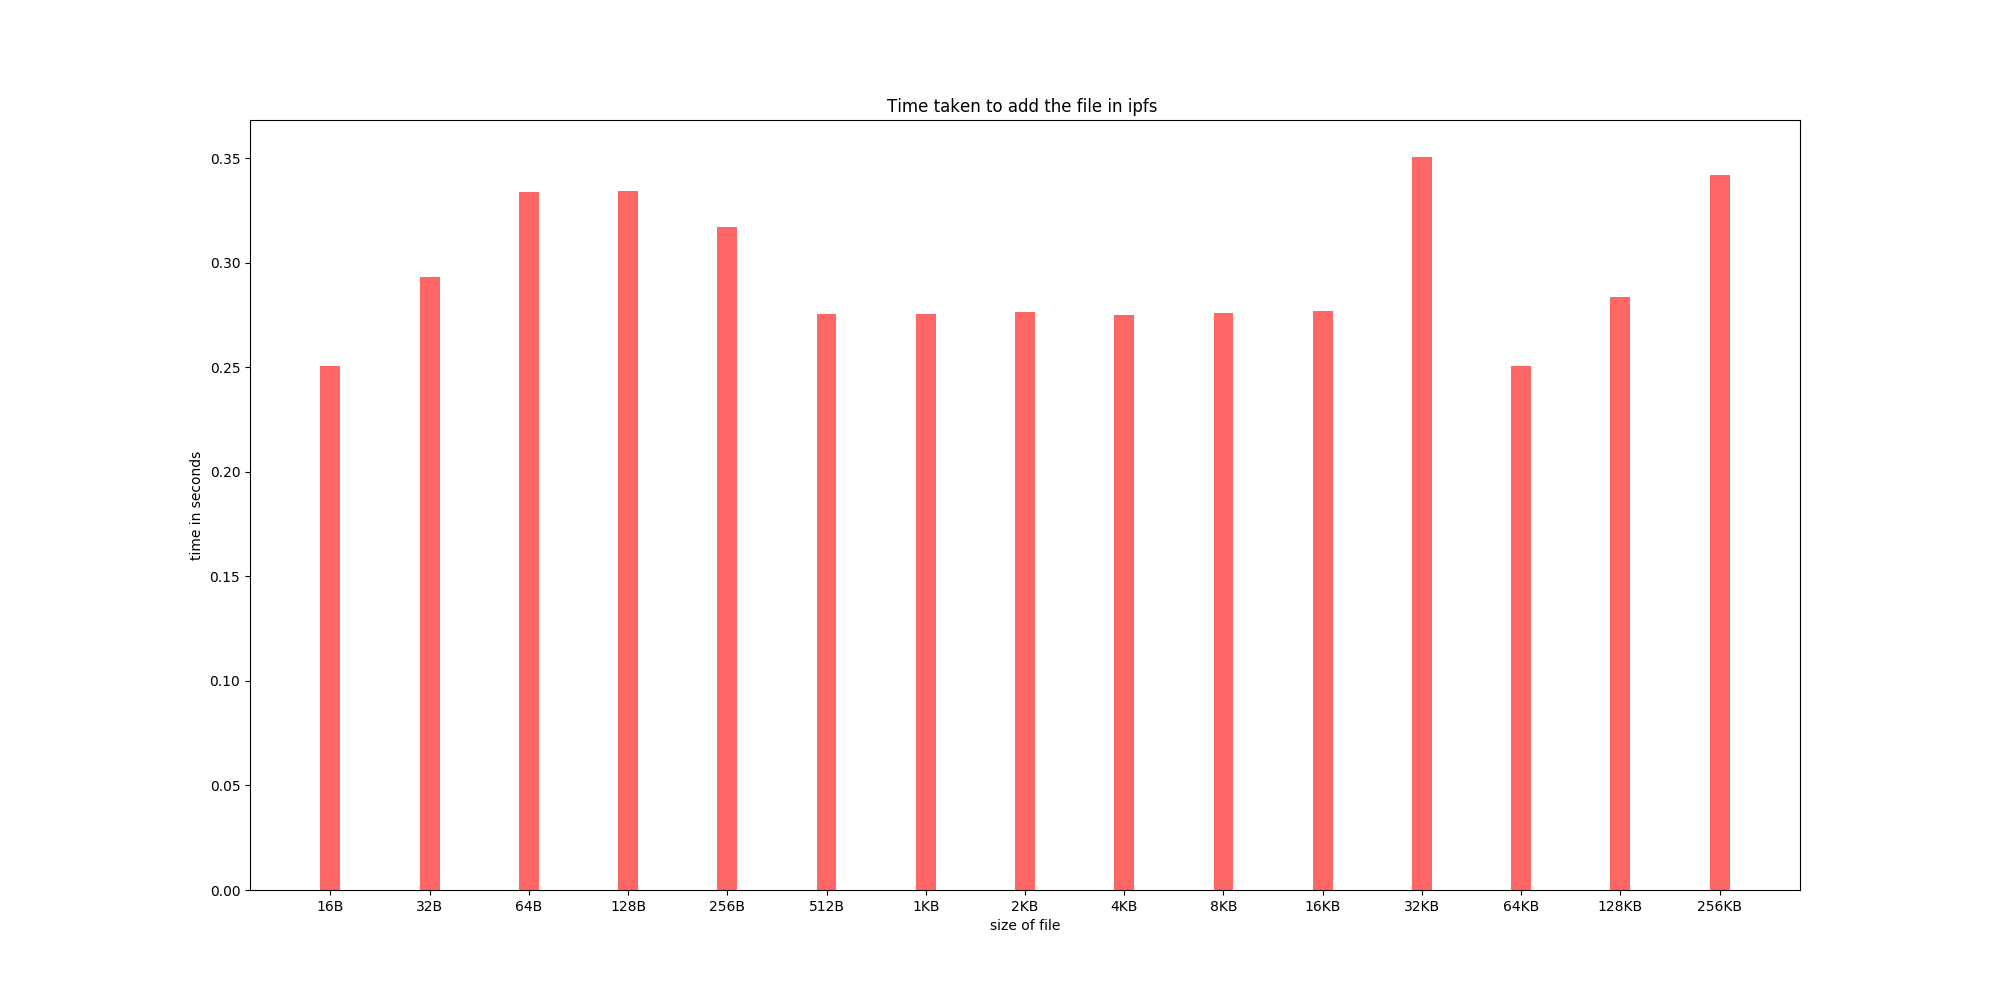 Time taken to add the file in ipfs
0.35
0.30
0.25
0.20
0.15
0.10
0.05
0.00
time in seconds
16B 32B 64B 128B 256B 512B 1KB 2KB 4KB 8KB 16KB 32KB 64KB 128KB 256KB
size of file